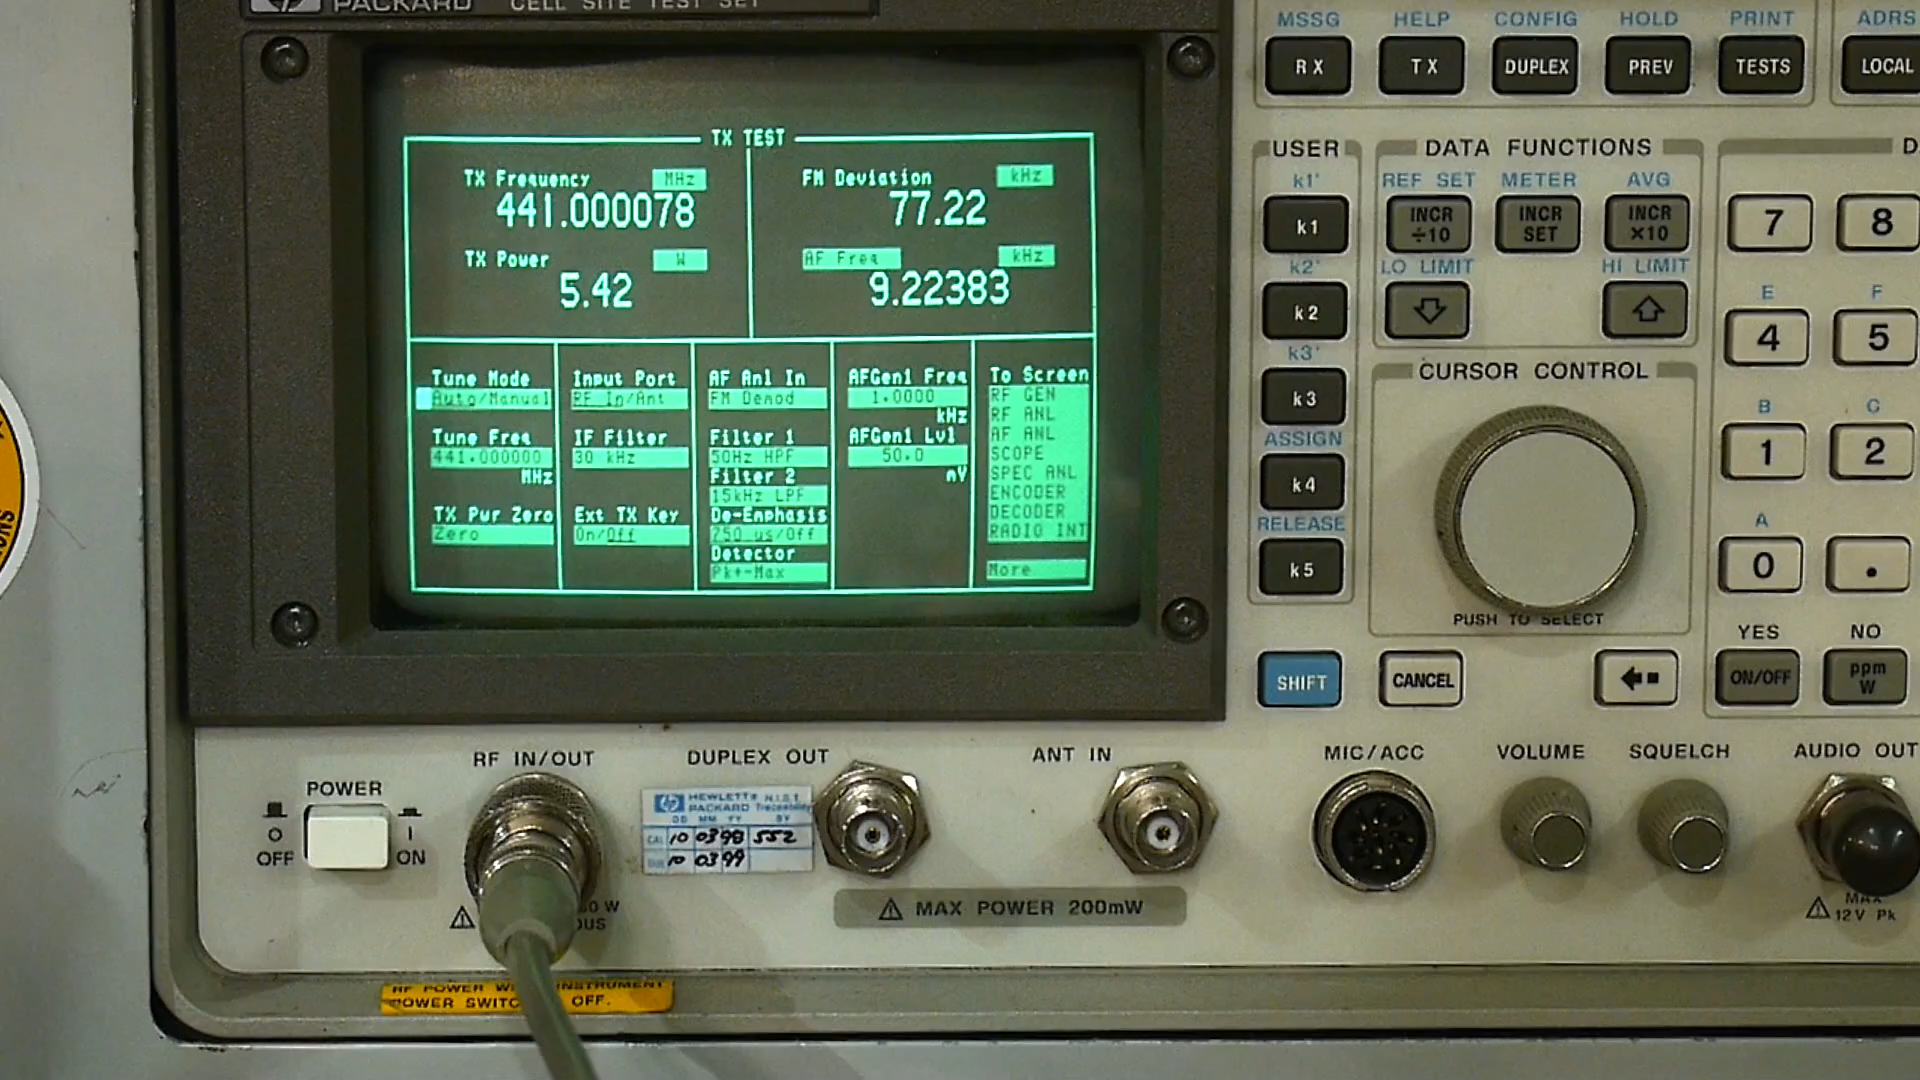 PACKARD
CELL SITE TEST SET
TX TEST
TX Frequency MHz
441.000078
TX Power W
5.42
FM Deviation kHz
77.22
AF Freq kHz
9.22383
Tune Mode
Auto/Manual
Tune Freq
441.000000
MHz
TX Pwr Zero
Zero
Input Port
RF In/Ant
IF Filter
30 kHz
Ext TX Key
On/Off
AF Anl In
FM Demod
Filter 1
50Hz HPF
Filter 2
15kHz LPF
De-Emphasis
750 us/Off
Detector
Pk+-Max
AFGen1 Freq
1.0000
kHz
AFGen1 Lvl
50.0
mV
To Screen
RF GEN
RF ANL
AF ANL
SCOPE
SPEC ANL
ENCODER
DECODER
RADIO INT
More
MSSG HELP CONFIG HOLD PRINT ADRS
RX TX DUPLEX PREV TESTS LOCAL
USER
k1'
k1
k2'
k2
k3'
k3
ASSIGN
k4
RELEASE
k5
DATA FUNCTIONS
REF SET METER AVG
INCR ÷10 INCR SET INCR ×10
LO LIMIT HI LIMIT
CURSOR CONTROL
PUSH TO SELECT
D
7 8
E F
4 5
B C
1 2
A
0 .
YES NO
SHIFT CANCEL ON/OFF ppm W
POWER
O OFF
I ON
RF IN/OUT
DUPLEX OUT
ANT IN
MIC/ACC
VOLUME
SQUELCH
AUDIO OUT
HEWLETT PACKARD N.I.S.T. Traceability
DD MM YY BY
CAL 10 03 98 552
DUE 10 03 99
MAX POWER 200mW
MAX
12V Pk
RF POWER
INSTRUMENT
POWER
OFF.